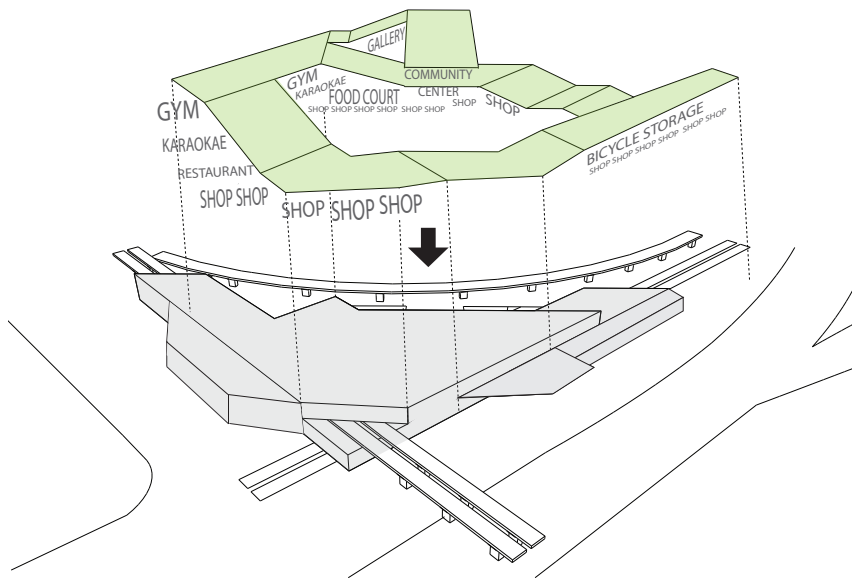 GALLERY
COMMUNITY
CENTER
GYM
KARAOKAE
FOOD COURT
SHOP SHOP SHOP SHOP SHOP SHOP
SHOP
SHOP
GYM
KARAOKAE
RESTAURANT
SHOP SHOP
SHOP SHOP SHOP
BICYCLE STORAGE
SHOP SHOP SHOP SHOP SHOP SHOP